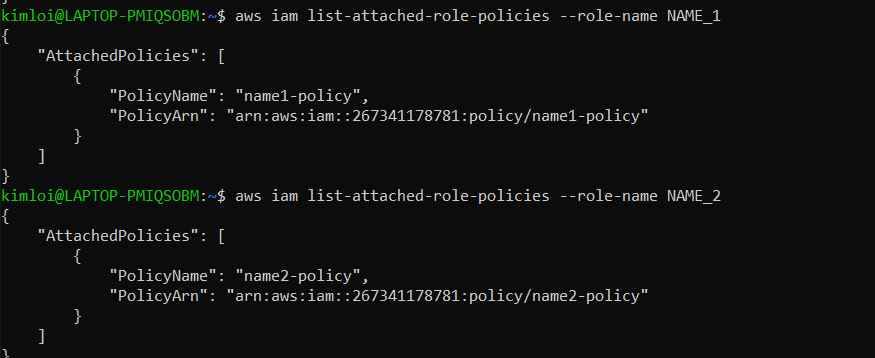 kimloi@LAPTOP-PMIQSOBM:~$ aws iam list-attached-role-policies --role-name NAME_1
{
    "AttachedPolicies": [
        {
            "PolicyName": "name1-policy",
            "PolicyArn": "arn:aws:iam::267341178781:policy/name1-policy"
        }
    ]
}
kimloi@LAPTOP-PMIQSOBM:~$ aws iam list-attached-role-policies --role-name NAME_2
{
    "AttachedPolicies": [
        {
            "PolicyName": "name2-policy",
            "PolicyArn": "arn:aws:iam::267341178781:policy/name2-policy"
        }
    ]
}